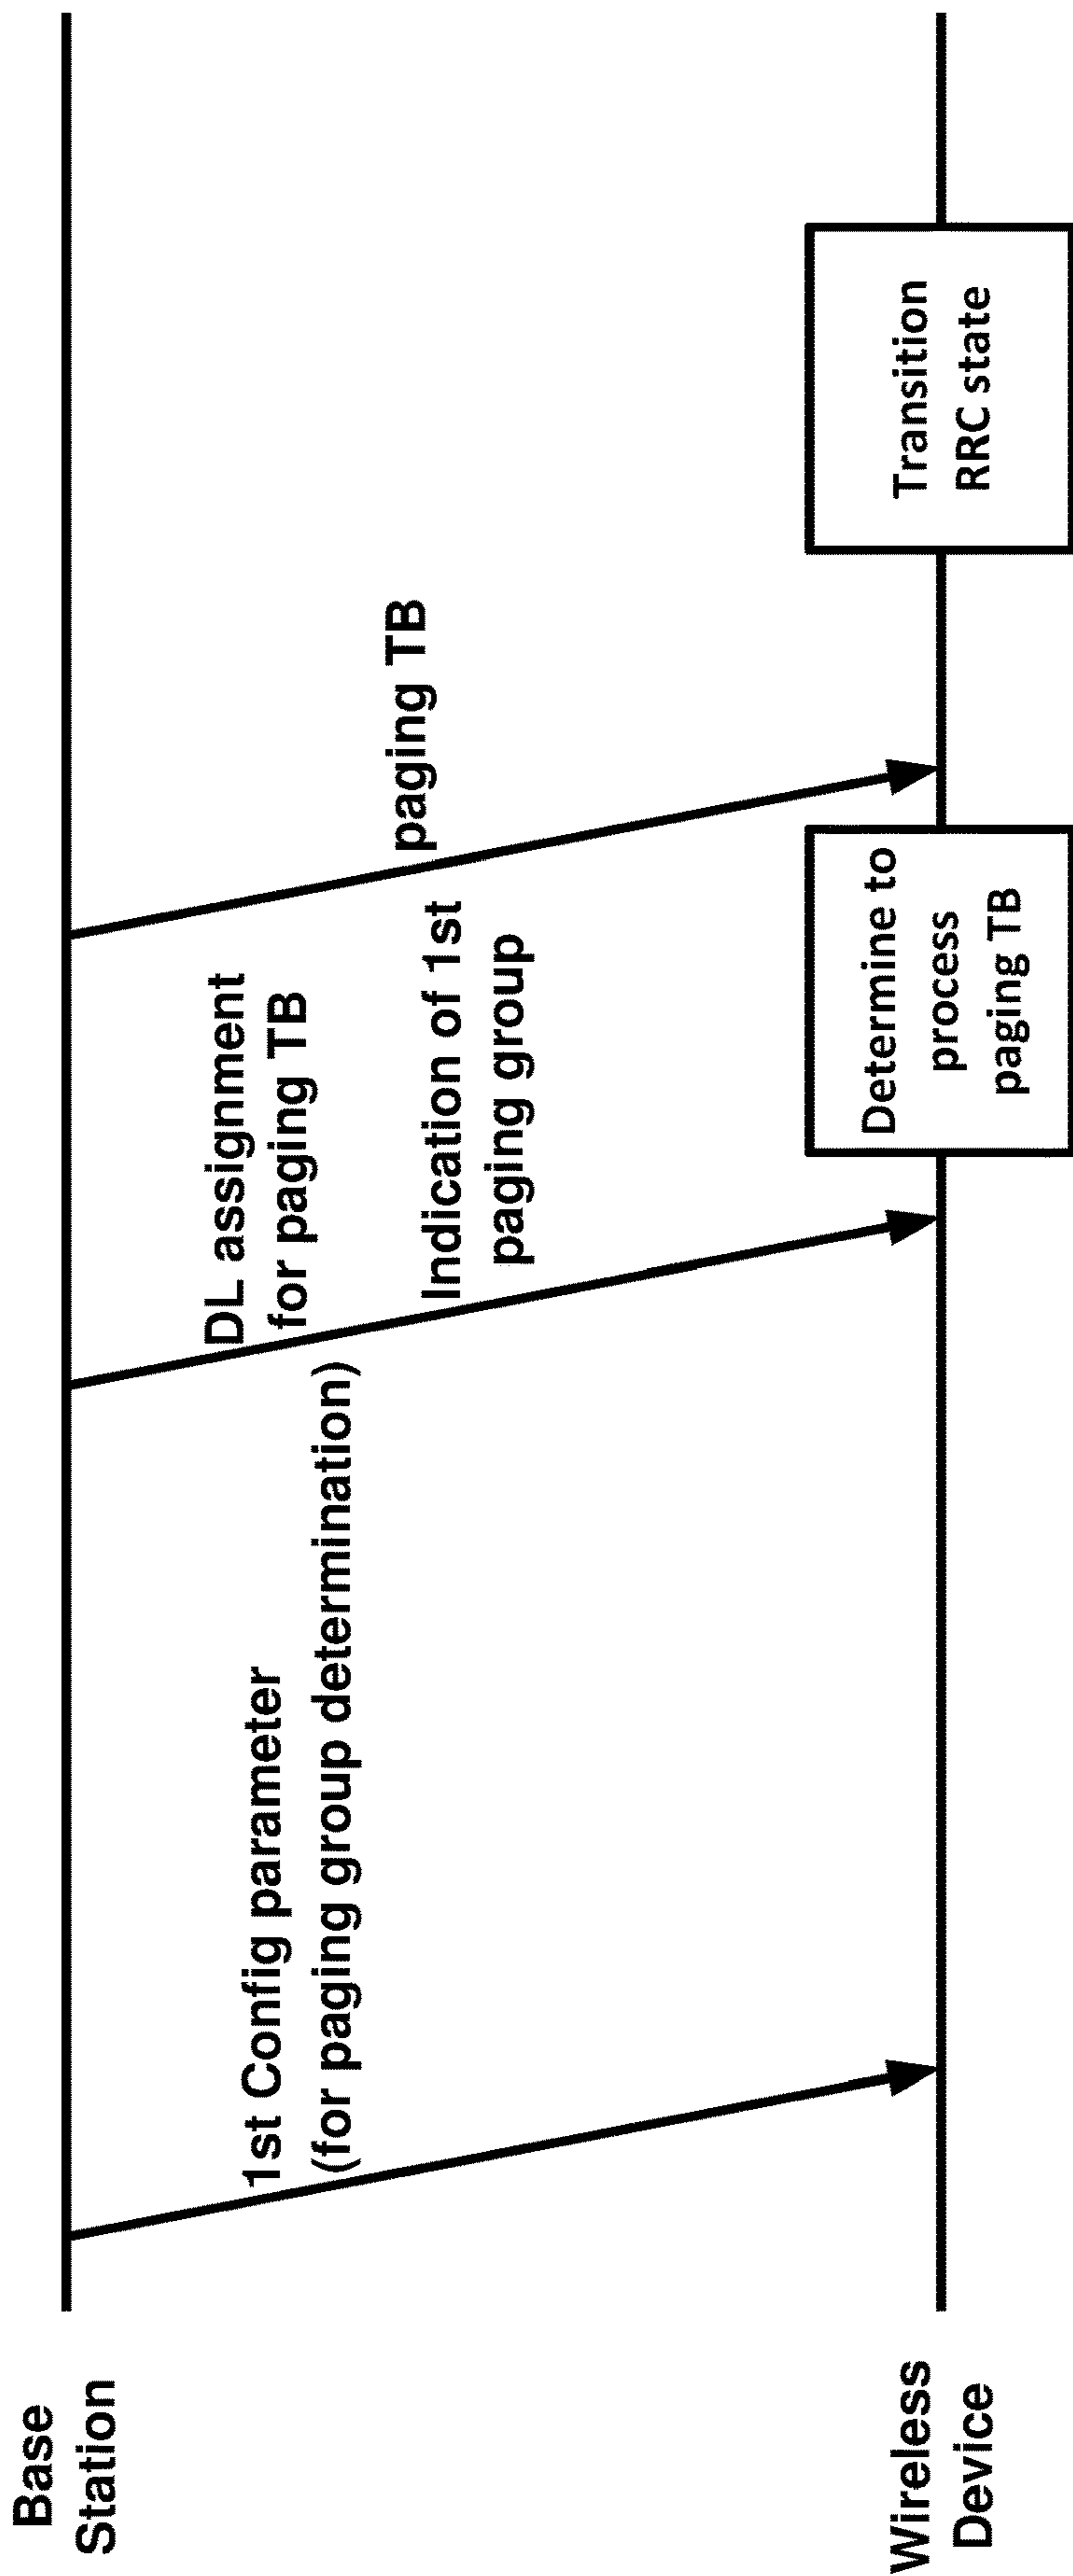 Base
Station
1st Config parameter
(for paging group determination)
DL assignment
for paging TB
Indication of 1st
paging group
paging TB
Wireless
Device
Determine to
process
paging TB
Transition
RRC state